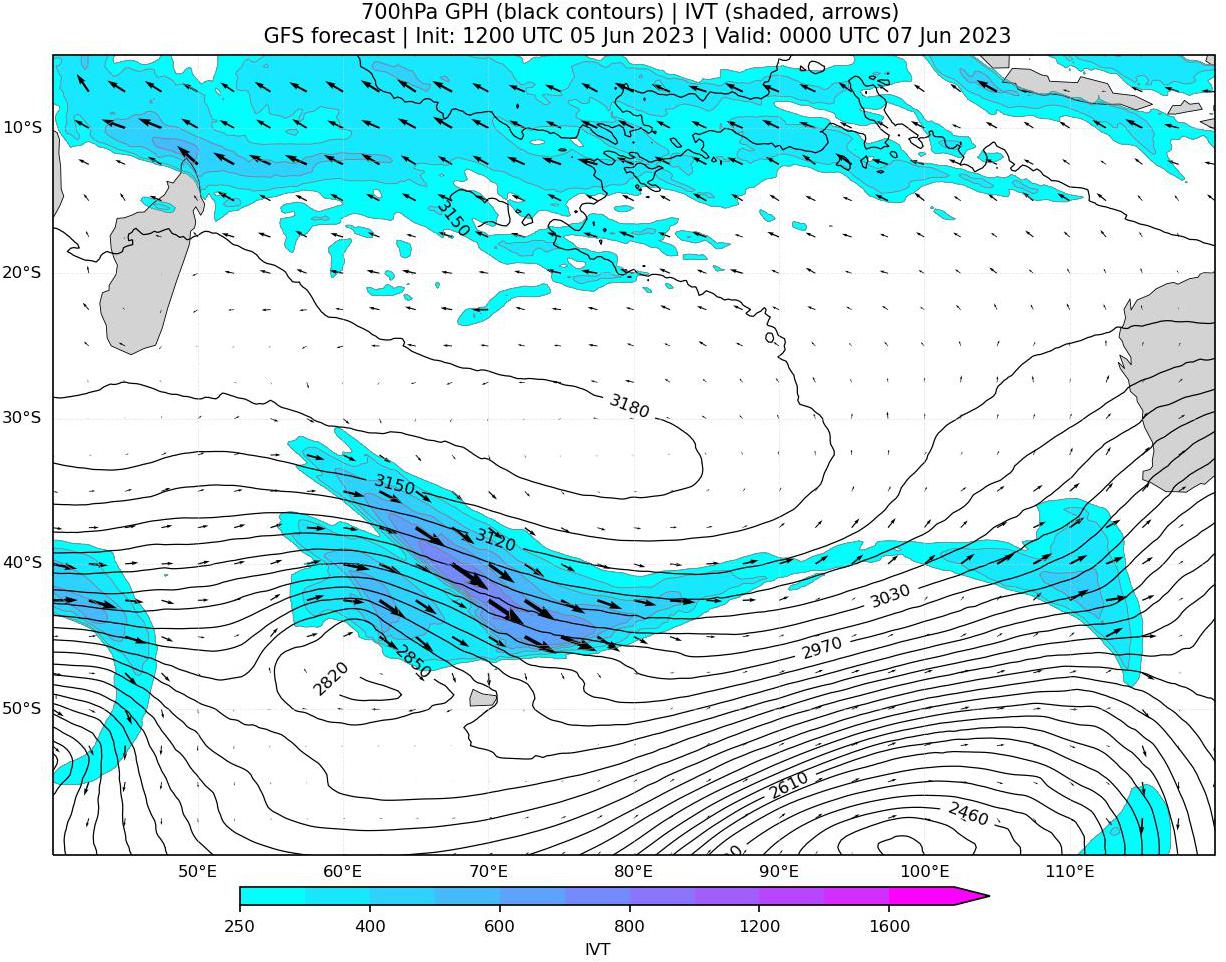 700hPa GPH (black contours) | IVT (shaded, arrows)
GFS forecast | Init: 1200 UTC 05 Jun 2023 | Valid: 0000 UTC 07 Jun 2023
10°S
3150
20°S
3180
30°S
3150
3120
40°S
3030
2970
2850
2820
50°S
2610
2460
50°E 60°E 70°E 80°E 90°E 100°E 110°E
250 400 600 800 1200 1600
IVT